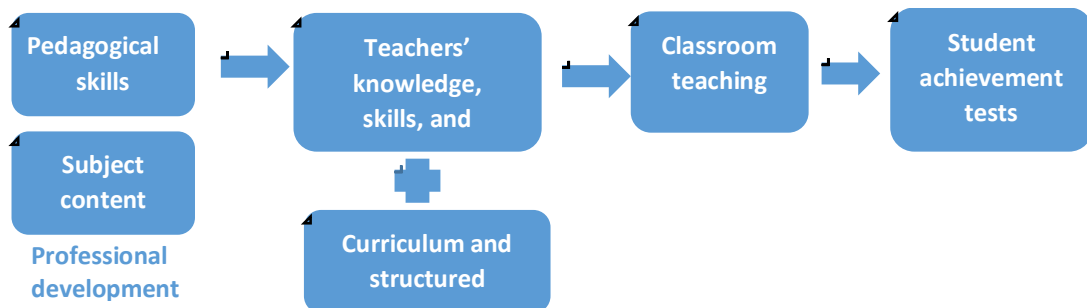 Pedagogical
skills
Subject
content
Professional
development
Teachers’
knowledge,
skills, and
Curriculum and
structured
Classroom
teaching
Student
achievement
tests